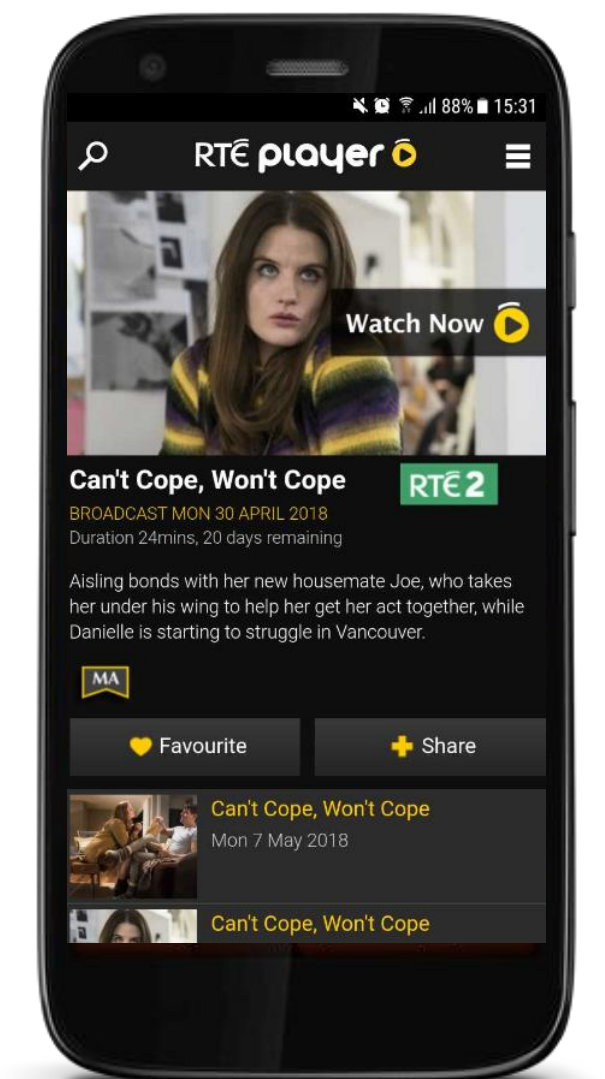 88% 15:31
RTÉ player
Watch Now
Can't Cope, Won't Cope
RTÉ 2
BROADCAST MON 30 APRIL 2018
Duration 24mins, 20 days remaining
Aisling bonds with her new housemate Joe, who takes
her under his wing to help her get her act together, while
Danielle is starting to struggle in Vancouver.
MA
Favourite
Share
Can't Cope, Won't Cope
Mon 7 May 2018
Can't Cope, Won't Cope